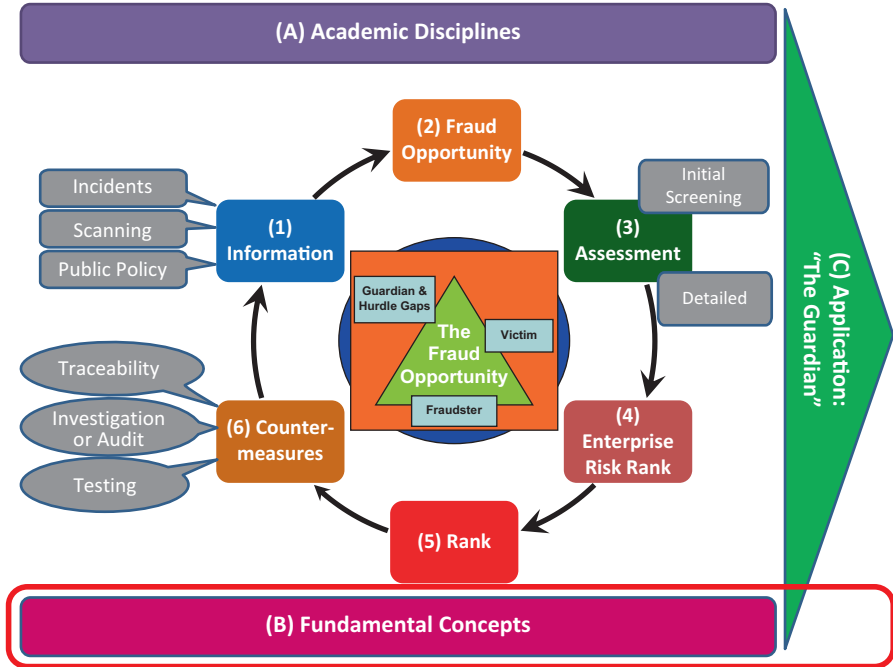 (A) Academic Disciplines
(2) Fraud
Opportunity
Incidents
Scanning
Public Policy
(1)
Information
Initial
Screening
(3)
Assessment
Detailed
Guardian &
Hurdle Gaps
Victim
The
Fraud
Opportunity
Fraudster
Traceability
Investigation
or Audit
Testing
(6) Counter-
measures
(4)
Enterprise
Risk Rank
(5) Rank
(C) Application:
“The Guardian”
(B) Fundamental Concepts